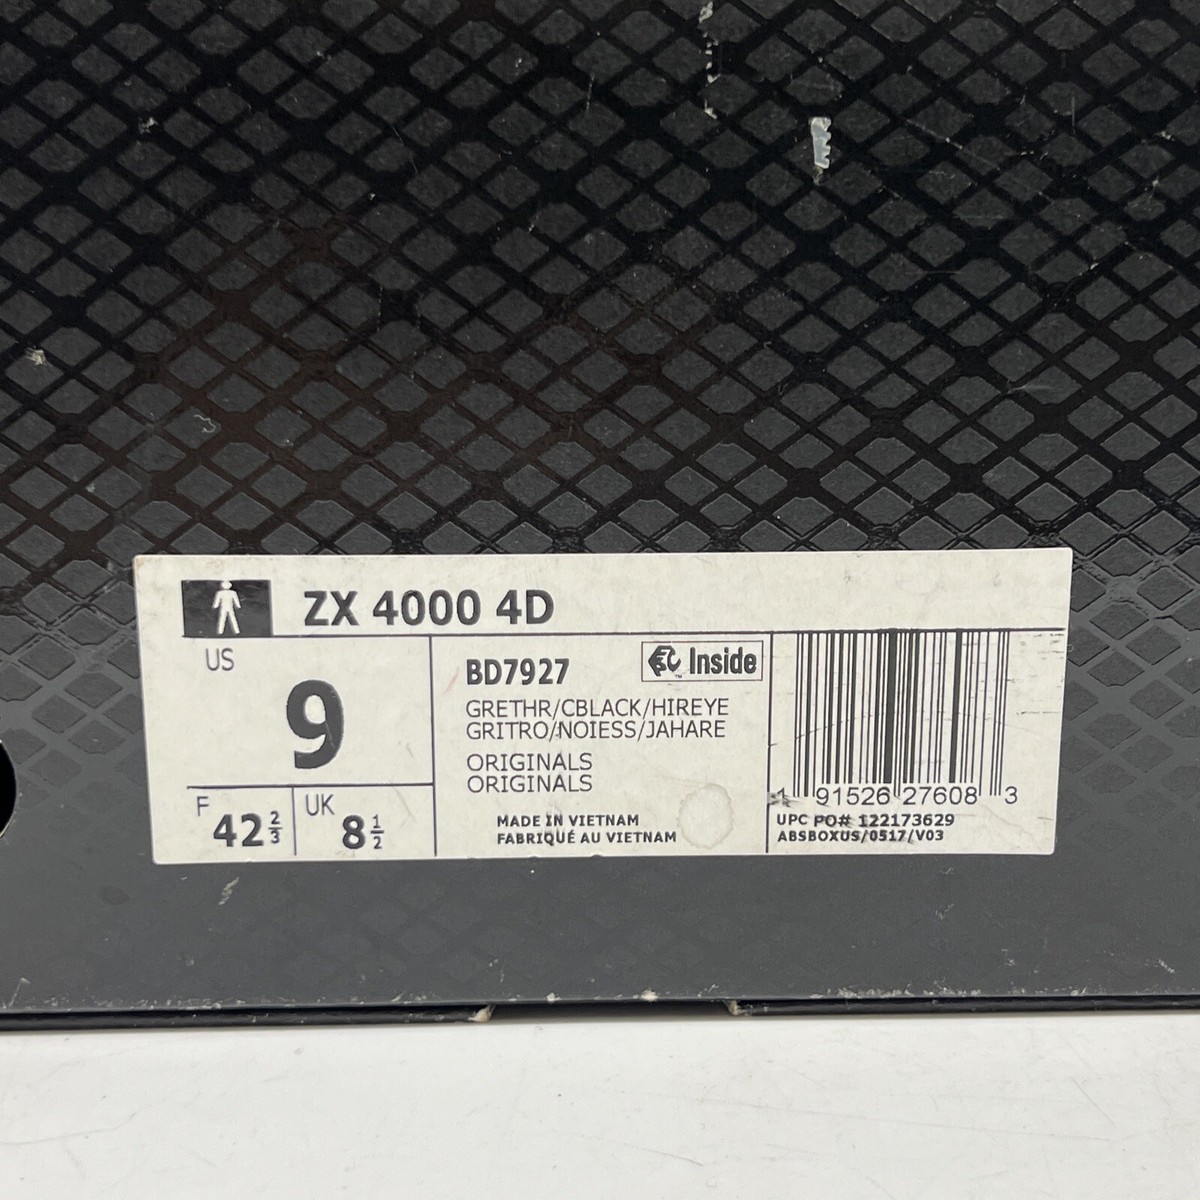 ZX 4000 4D
US
9
F
42 2/3
UK
8 1/2
BD7927
Inside
GRETHR/CBLACK/HIREYE
GRITRO/NOIESS/JAHARE
ORIGINALS
ORIGINALS
MADE IN VIETNAM
FABRIQUÉ AU VIETNAM
1 91526 27608 3
UPC PO# 122173629
ABSBOXUS/0517/V03